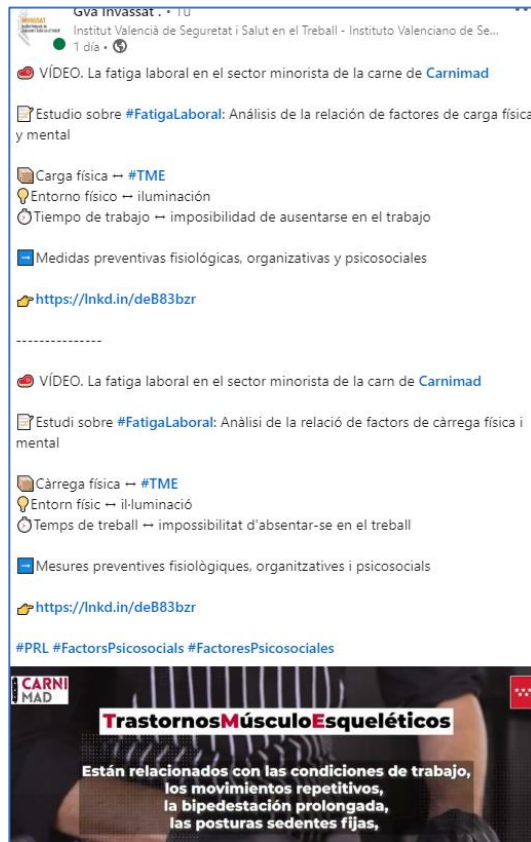 Gva Invassat . • Tú
Institut Valencià de Seguretat i Salut en el Treball - Instituto Valenciano de Se...
1 día •
VÍDEO. La fatiga laboral en el sector minorista de la carne de Carnimad
Estudio sobre #FatigaLaboral: Análisis de la relación de factores de carga física
y mental
Carga física ↔ #TME
Entorno físico ↔ iluminación
Tiempo de trabajo ↔ imposibilidad de ausentarse en el trabajo
Medidas preventivas fisiológicas, organizativas y psicosociales
https://lnkd.in/deB83bzr
---------------
VÍDEO. La fatiga laboral en el sector minorista de la carn de Carnimad
Estudi sobre #FatigaLaboral: Anàlisi de la relació de factors de càrrega física i
mental
Càrrega física ↔ #TME
Entorn físic ↔ il·luminació
Temps de treball ↔ impossibilitat d'absentar-se en el treball
Mesures preventives fisiològiques, organitzatives i psicosocials
https://lnkd.in/deB83bzr
#PRL #FactorsPsicosocials #FactoresPsicosociales
CARNI
MAD
TrastornosMúsculoEsqueléticos
Están relacionados con las condiciones de trabajo,
los movimientos repetitivos,
la bipedestación prolongada,
las posturas sedentes fijas,